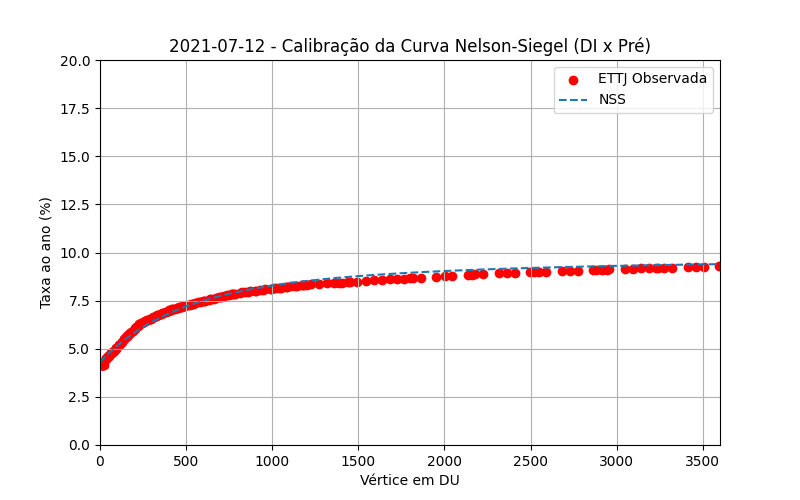 2021-07-12 - Calibração da Curva Nelson-Siegel (DI x Pré)
ETTJ Observada
NSS
Taxa ao ano (%)
20.0
17.5
15.0
12.5
10.0
7.5
5.0
2.5
0.0
0 500 1000 1500 2000 2500 3000 3500
Vértice em DU